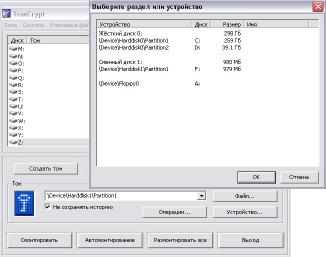 TrueCrypt
Выберите раздел или устройство
Тома Система Ключевые файлы
Диск Том
M:
N:
O:
P:
Q:
R:
S:
T:
U:
V:
W:
X:
Y:
Z:
Устройство Диск Размер Имя
Жёсткий диск 0: 298 Гб
\Device\Harddisk0\Partition1 C: 259 Гб
\Device\Harddisk0\Partition2 D: 39.1 Гб
Сменный диск 1: 980 Мб
\Device\Harddisk1\Partition1 F: 979 Мб
\Device\Floppy0 A:
OK Отмена
Создать том
Том
\Device\Harddisk1\Partition1 Файл...
Не сохранять историю
Операции... Устройство...
Смонтировать Автомонтирование Размонтировать все Выход